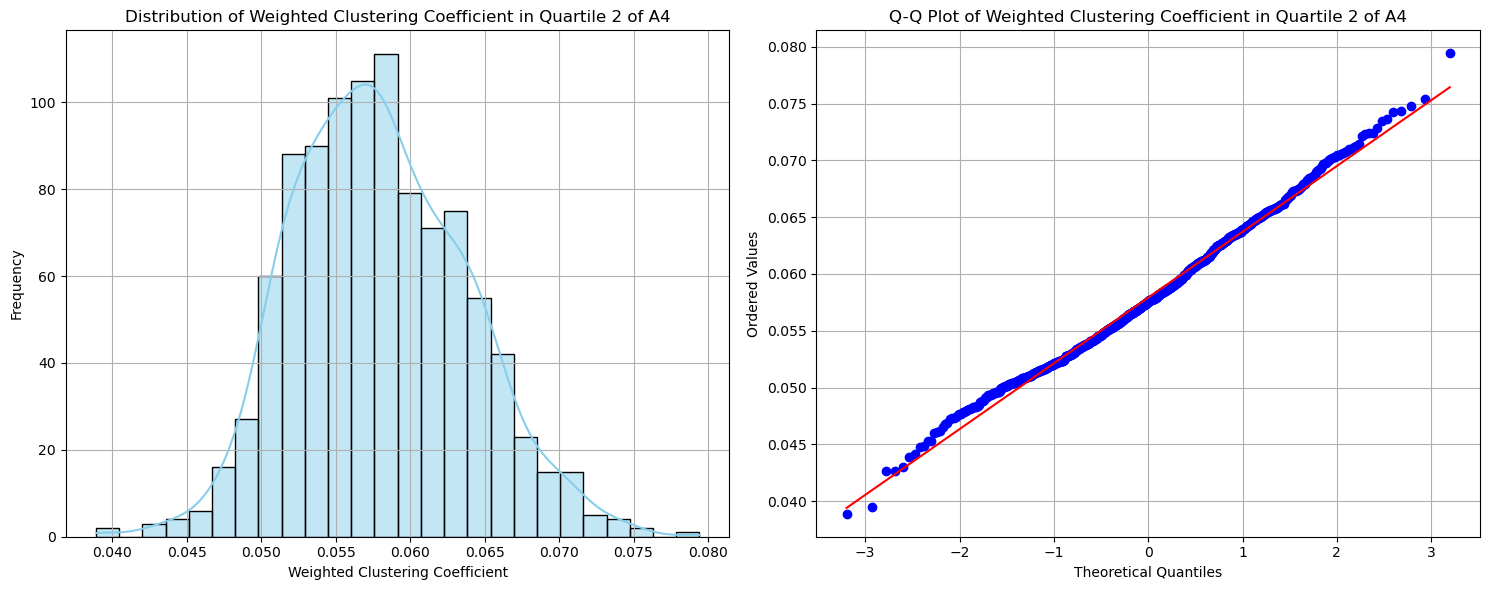 Distribution of Weighted Clustering Coefficient in Quartile 2 of A4
100
80
60
40
20
0
Frequency
0.040 0.045 0.050 0.055 0.060 0.065 0.070 0.075 0.080
Weighted Clustering Coefficient
Q-Q Plot of Weighted Clustering Coefficient in Quartile 2 of A4
0.080
0.075
0.070
0.065
0.060
0.055
0.050
0.045
0.040
Ordered Values
−3 −2 −1 0 1 2 3
Theoretical Quantiles